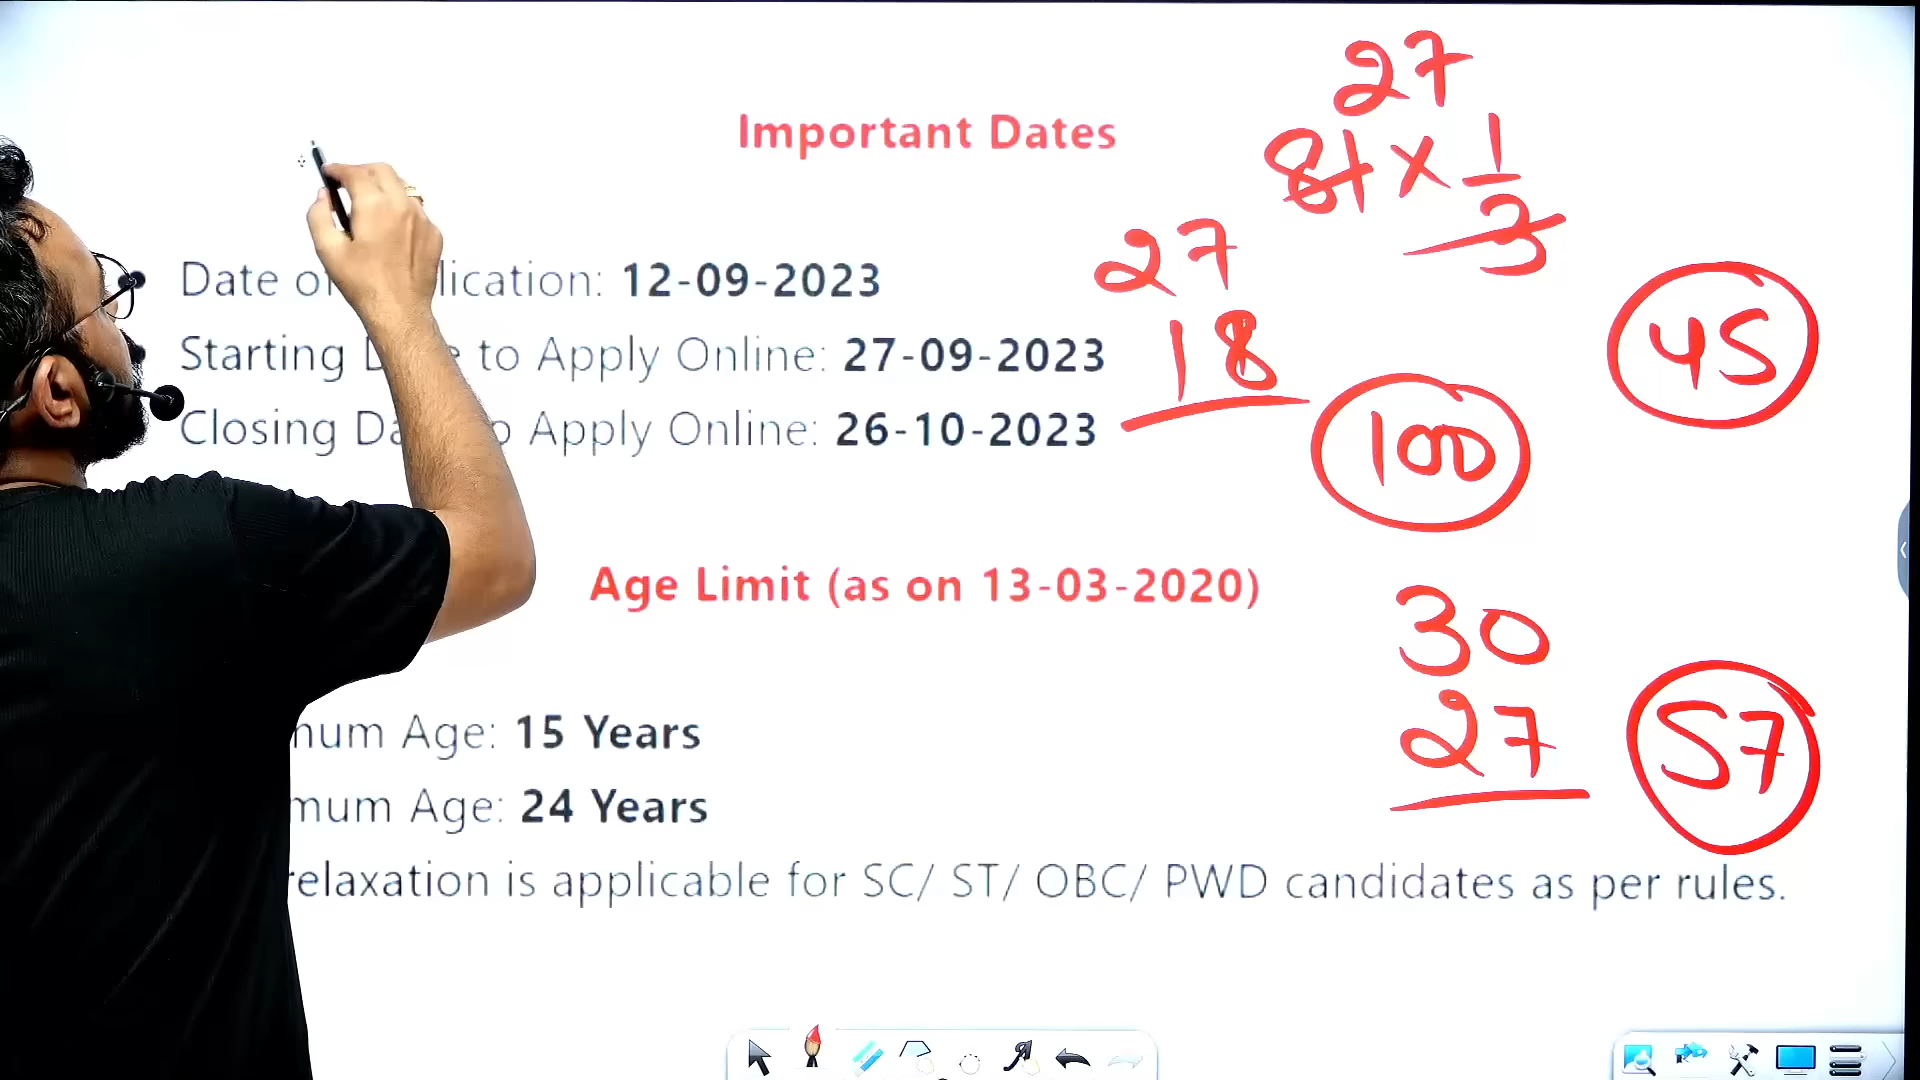 Important Dates
27
81 × 1/3
27
18
45
100
Date of lication: 12-09-2023
Starting D e to Apply Online: 27-09-2023
Closing Da o Apply Online: 26-10-2023
Age Limit (as on 13-03-2020)
30
27
57
mum Age: 15 Years
mum Age: 24 Years
relaxation is applicable for SC/ ST/ OBC/ PWD candidates as per rules.